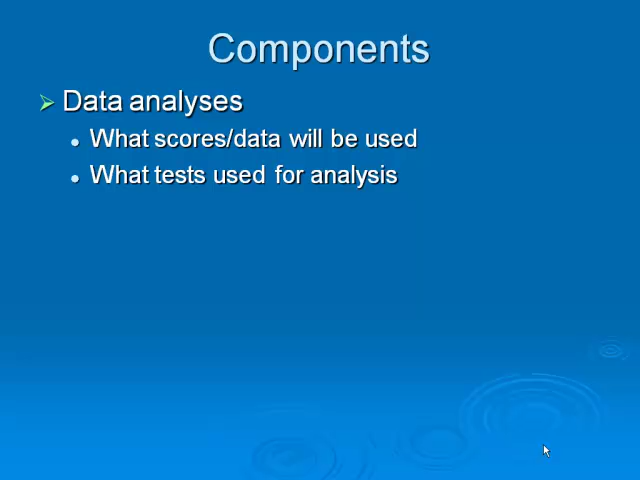 Components
Data analyses
What scores/data will be used
What tests used for analysis